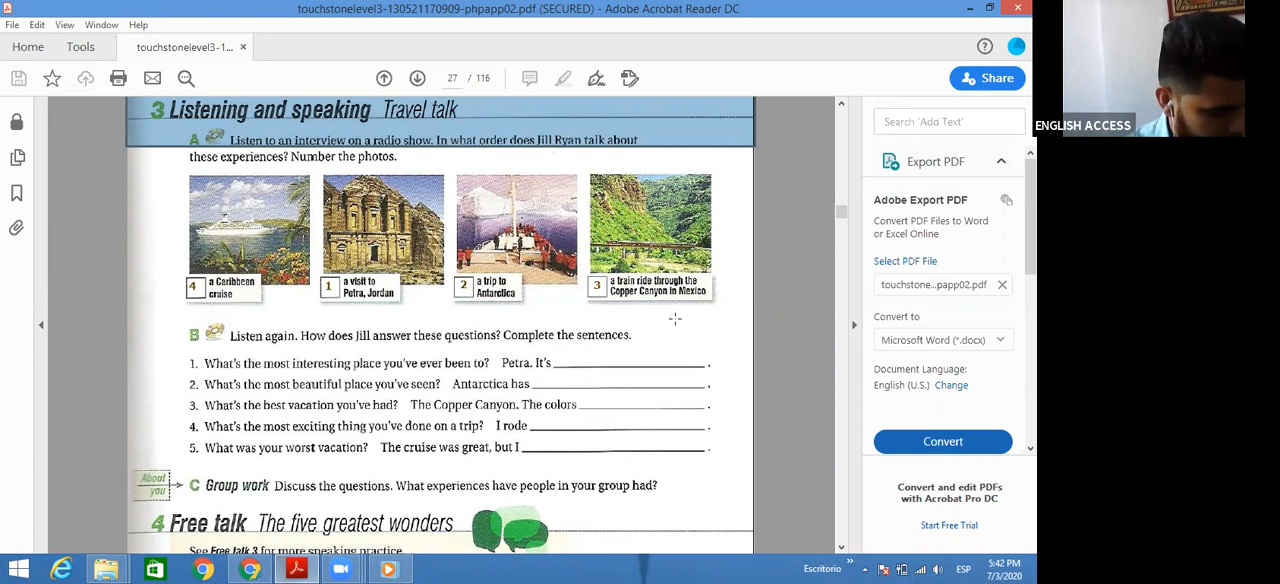 touchstonelevel3-130521170909-phpapp02.pdf (SECURED) - Adobe Acrobat Reader DC
File Edit View Window Help
Home Tools touchstonelevel3-1... ×
27 / 116
Share
3 Listening and speaking Travel talk
A Listen to an interview on a radio show. In what order does Jill Ryan talk about
these experiences? Number the photos.
4 a Caribbean
cruise
1 a visit to
Petra, Jordan
2 a trip to
Antarctica
3 a train ride through the
Copper Canyon in Mexico
B Listen again. How does Jill answer these questions? Complete the sentences.
1. What's the most interesting place you've ever been to? Petra. It's ____________________ .
2. What's the most beautiful place you've seen? Antarctica has ____________________ .
3. What's the best vacation you've had? The Copper Canyon. The colors ____________________ .
4. What's the most exciting thing you've done on a trip? I rode ____________________ .
5. What was your worst vacation? The cruise was great, but I ____________________ .
About
you
C Group work Discuss the questions. What experiences have people in your group had?
4 Free talk The five greatest wonders
See Free talk 3 for more speaking practice.
Search 'Add Text'
Export PDF
Adobe Export PDF
Convert PDF Files to Word
or Excel Online
Select PDF File
touchstone...papp02.pdf ×
Convert to
Microsoft Word (*.docx)
Document Language:
English (U.S.) Change
Convert
Convert and edit PDFs
with Acrobat Pro DC
Start Free Trial
ENGLISH ACCESS
Escritorio » ESP 5:42 PM
7/3/2020